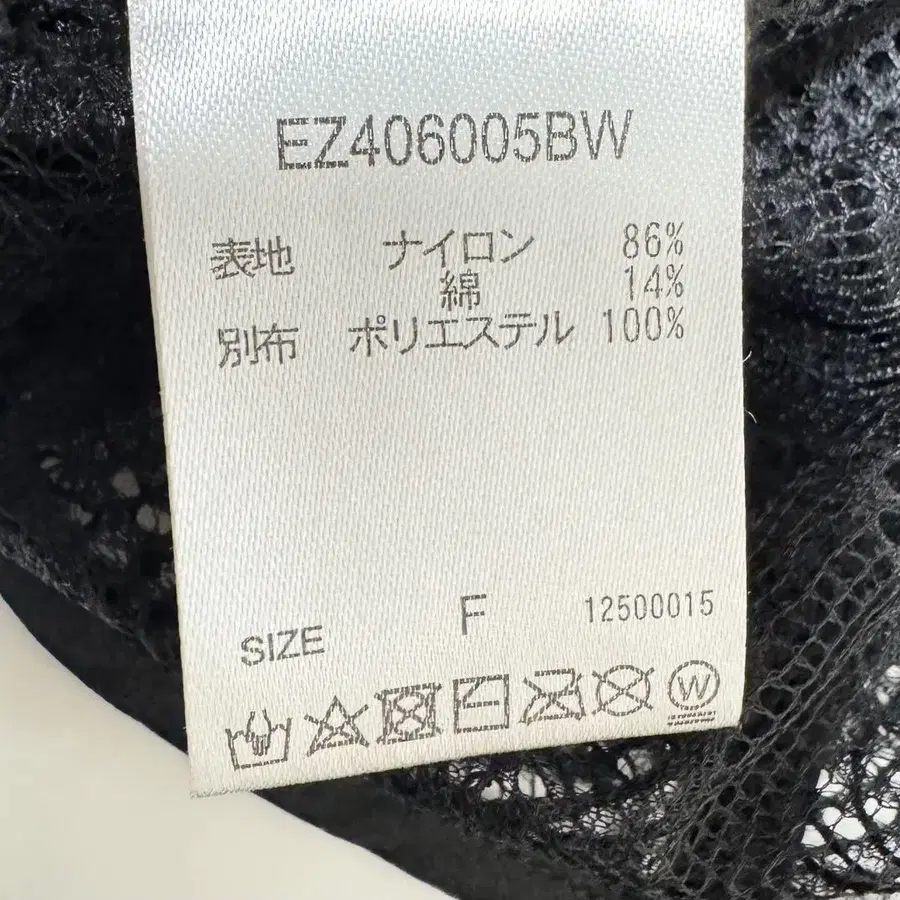 EZ406005BW
表地 ナイロン 86%
綿 14%
別布 ポリエステル 100%
SIZE F 12500015
W